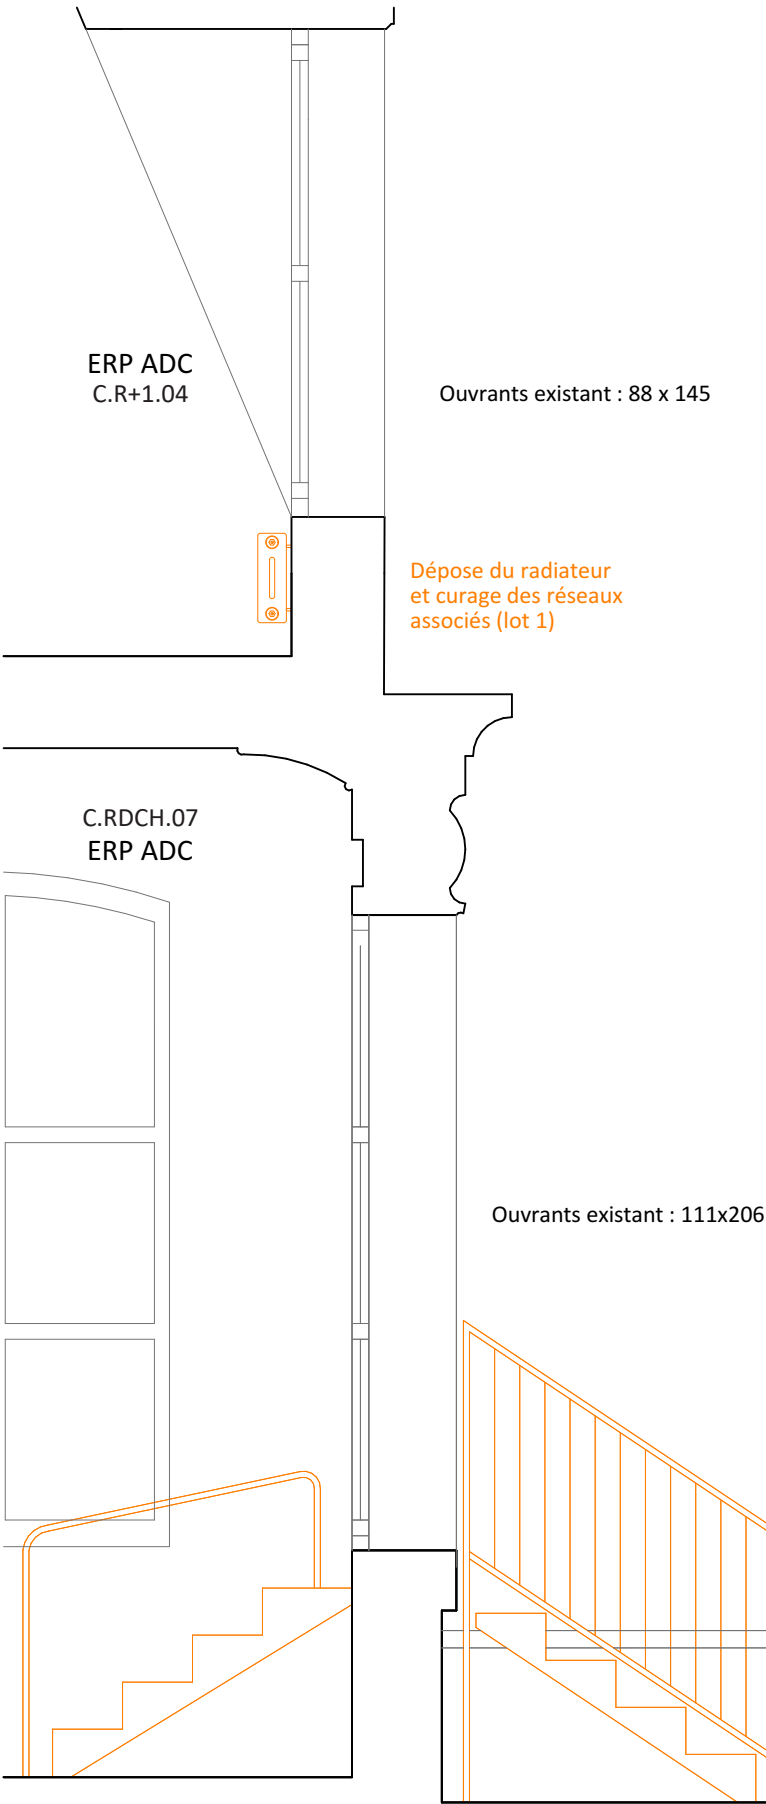 ERP ADC
C.R+1.04
Ouvrants existant : 88 x 145
Dépose du radiateur
et curage des réseaux
associés (lot 1)
C.RDCH.07
ERP ADC
Ouvrants existant : 111x206